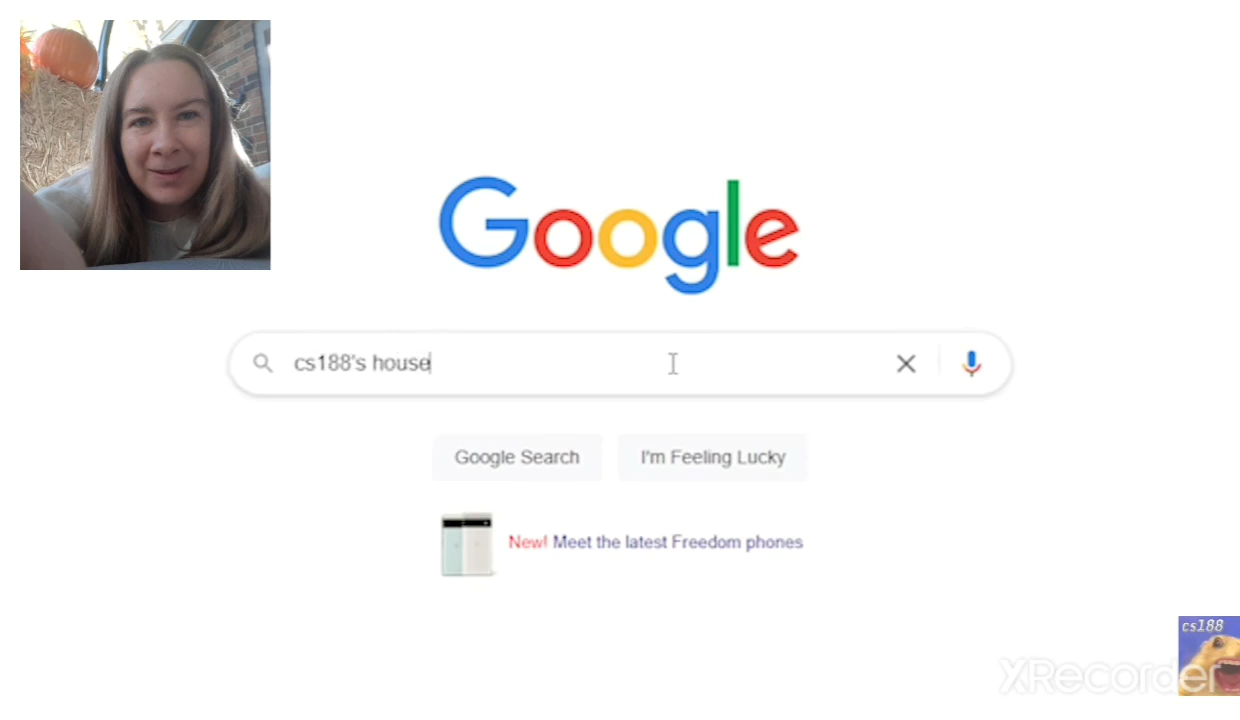 Google
cs188's house
Google Search
I'm Feeling Lucky
New! Meet the latest Freedom phones
cs188
XRecorder